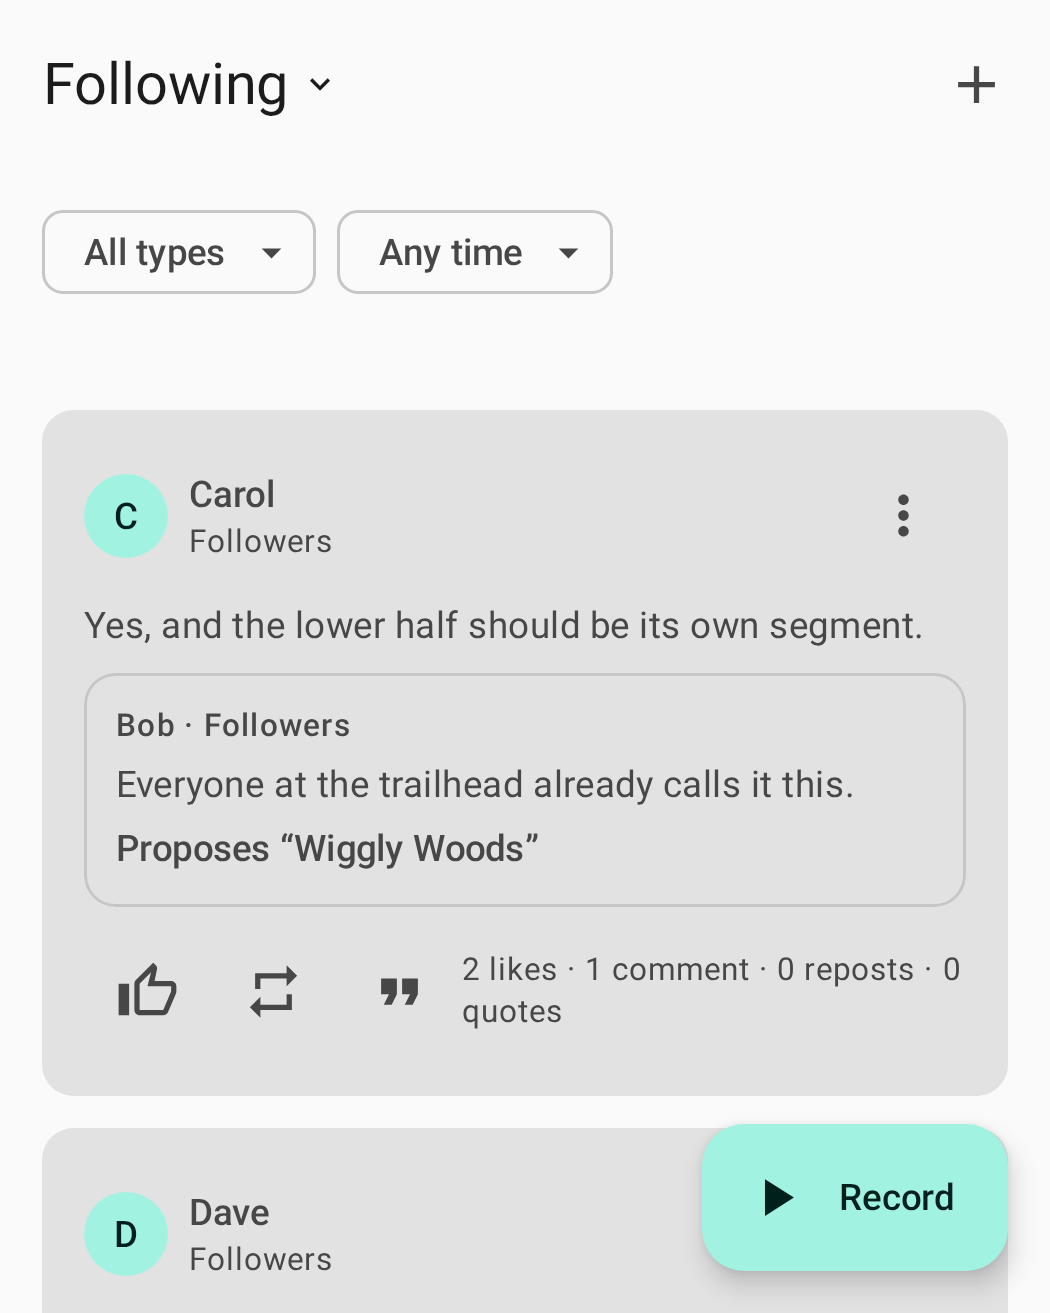 Following
All types
Any time
C
Carol
Followers
Yes, and the lower half should be its own segment.
Bob · Followers
Everyone at the trailhead already calls it this.
Proposes “Wiggly Woods”
2 likes · 1 comment · 0 reposts · 0
quotes
D
Dave
Followers
Record